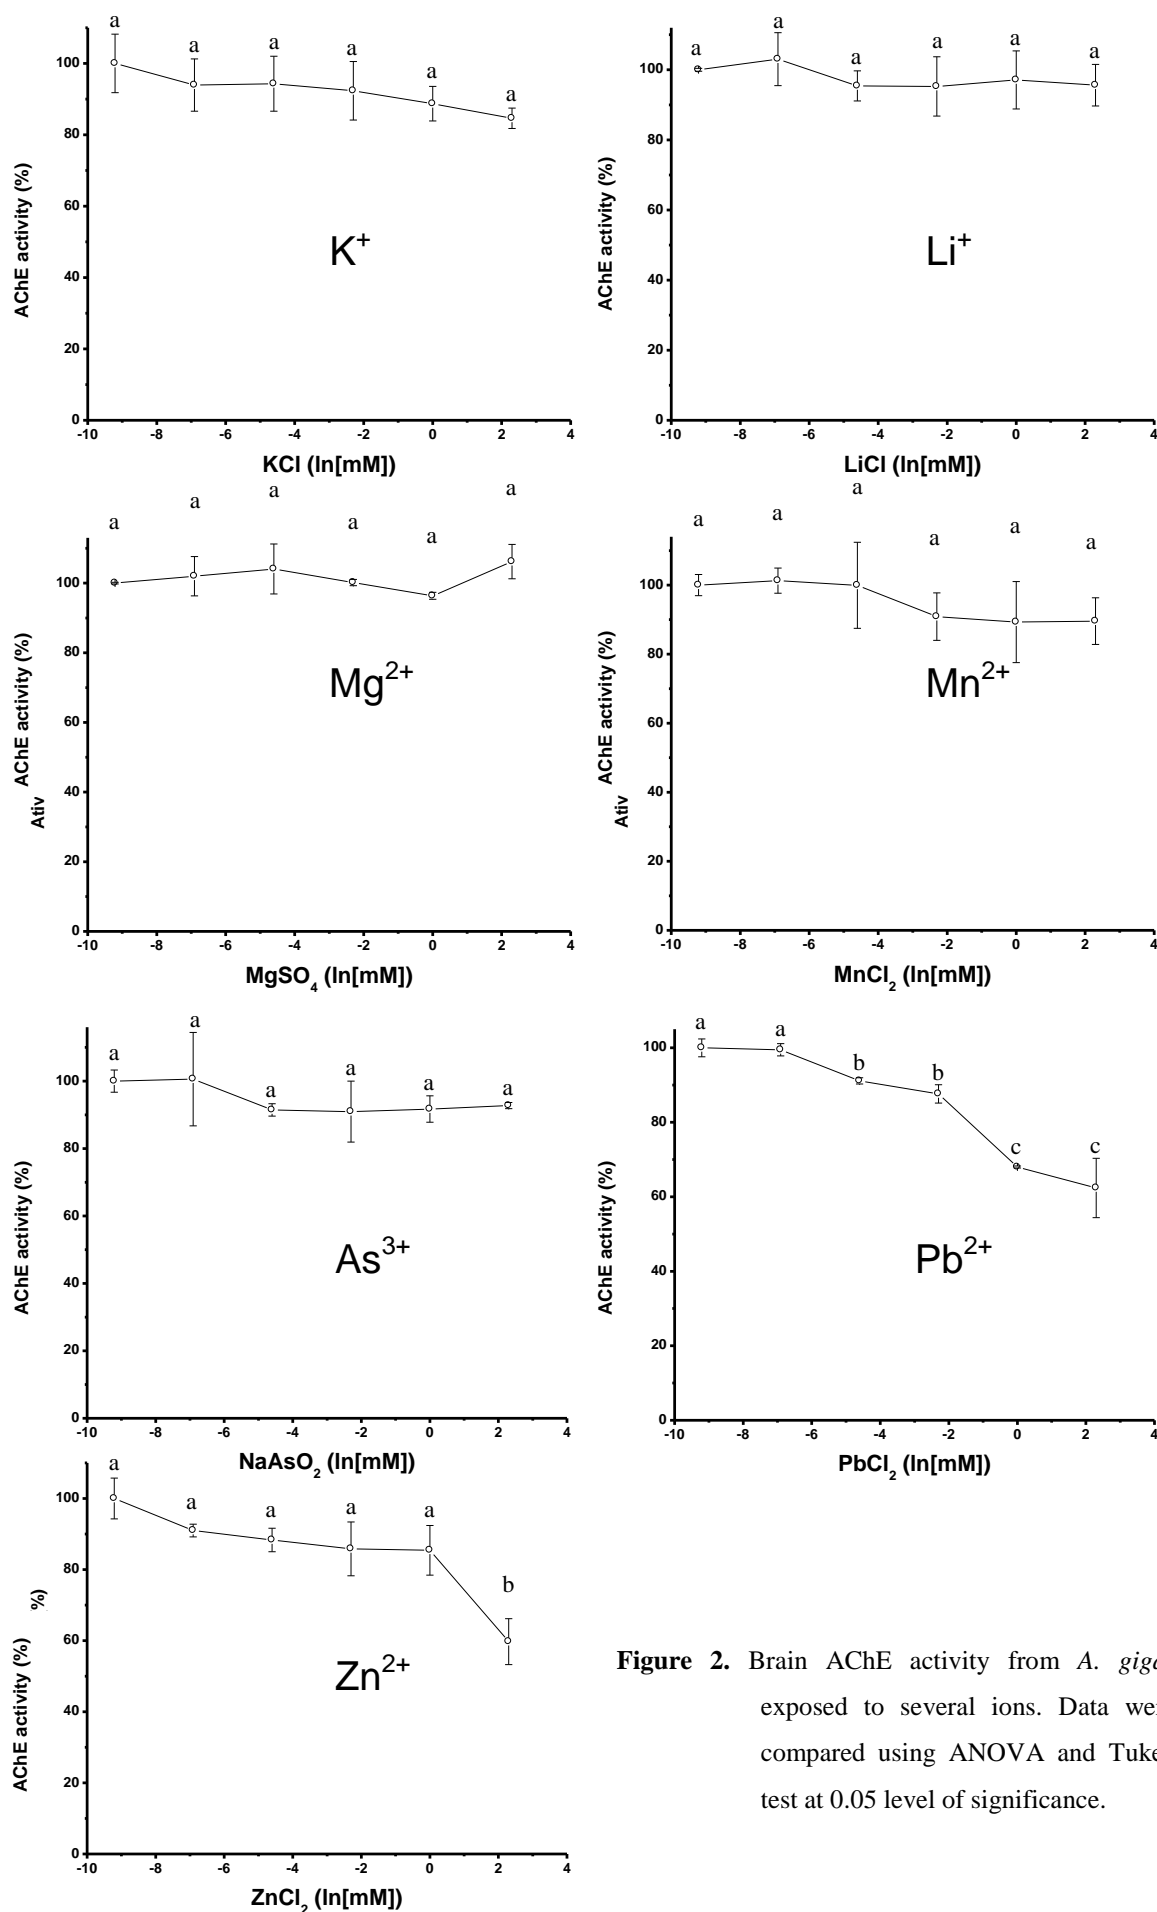 a a a a a a
100
80
60
40
20
0
AChE activity (%)
K+
-10 -8 -6 -4 -2 0 2 4
KCl (ln[mM])
a a a a a a
100
80
60
40
20
0
AChE activity (%)
Li+
-10 -8 -6 -4 -2 0 2 4
LiCl (ln[mM])
a a a a a a
100
80
60
40
20
0
AChE activity (%)
Ativ
Mg2+
-10 -8 -6 -4 -2 0 2 4
MgSO4 (ln[mM])
a a a a a a
100
80
60
40
20
0
AChE activity (%)
Ativ
Mn2+
-10 -8 -6 -4 -2 0 2 4
MnCl2 (ln[mM])
a a a a a a
100
80
60
40
20
0
AChE activity (%)
As3+
-10 -8 -6 -4 -2 0 2 4
NaAsO2 (ln[mM])
a a b b c c
100
80
60
40
20
0
AChE activity (%)
Pb2+
-10 -8 -6 -4 -2 0 2 4
PbCl2 (ln[mM])
a a a a a b
100
80
60
40
20
0
AChE activity (%)
%)
Zn2+
-10 -8 -6 -4 -2 0 2 4
ZnCl2 (ln[mM])
Figure 2. Brain AChE activity from A. giga
exposed to several ions. Data wer
compared using ANOVA and Tuke
test at 0.05 level of significance.